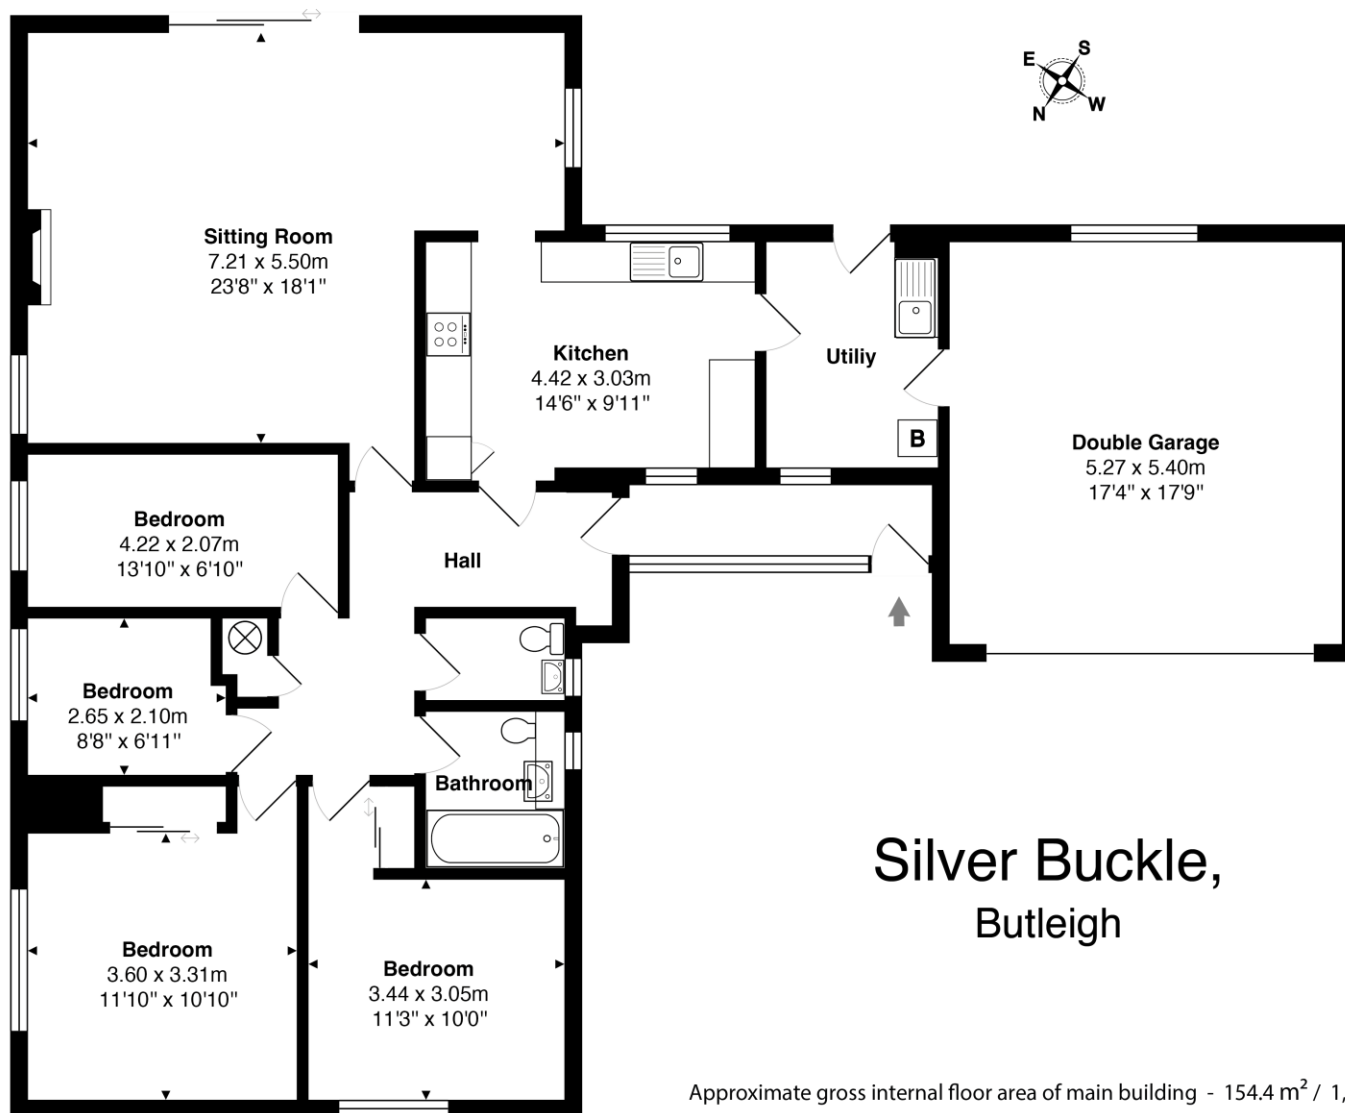 E
S
N
W
Sitting Room
7.21 x 5.50m
23'8" x 18'1"
Kitchen
4.42 x 3.03m
14'6" x 9'11"
Utiliy
B
Double Garage
5.27 x 5.40m
17'4" x 17'9"
Bedroom
4.22 x 2.07m
13'10" x 6'10"
Hall
Bedroom
2.65 x 2.10m
8'8" x 6'11"
Bathroom
Bedroom
3.60 x 3.31m
11'10" x 10'10"
Bedroom
3.44 x 3.05m
11'3" x 10'0"
Silver Buckle,
Butleigh
Approximate gross internal floor area of main building - 154.4 m² / 1,